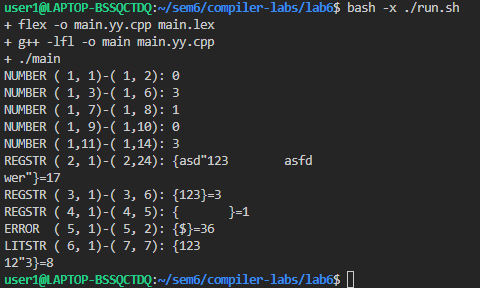 user1@LAPTOP-BSSQCTDQ:~/sem6/compiler-labs/lab6$ bash -x ./run.sh
+ flex -o main.yy.cpp main.lex
+ g++ -lfl -o main main.yy.cpp
+ ./main
NUMBER ( 1, 1)-( 1, 2): 0
NUMBER ( 1, 3)-( 1, 6): 3
NUMBER ( 1, 7)-( 1, 8): 1
NUMBER ( 1, 9)-( 1,10): 0
NUMBER ( 1,11)-( 1,14): 3
REGSTR ( 2, 1)-( 2,24): {asd"123        asfd
wer"}=17
REGSTR ( 3, 1)-( 3, 6): {123}=3
REGSTR ( 4, 1)-( 4, 5): {       }=1
ERROR  ( 5, 1)-( 5, 2): {$}=36
LITSTR ( 6, 1)-( 7, 7): {123
12"3}=8
user1@LAPTOP-BSSQCTDQ:~/sem6/compiler-labs/lab6$